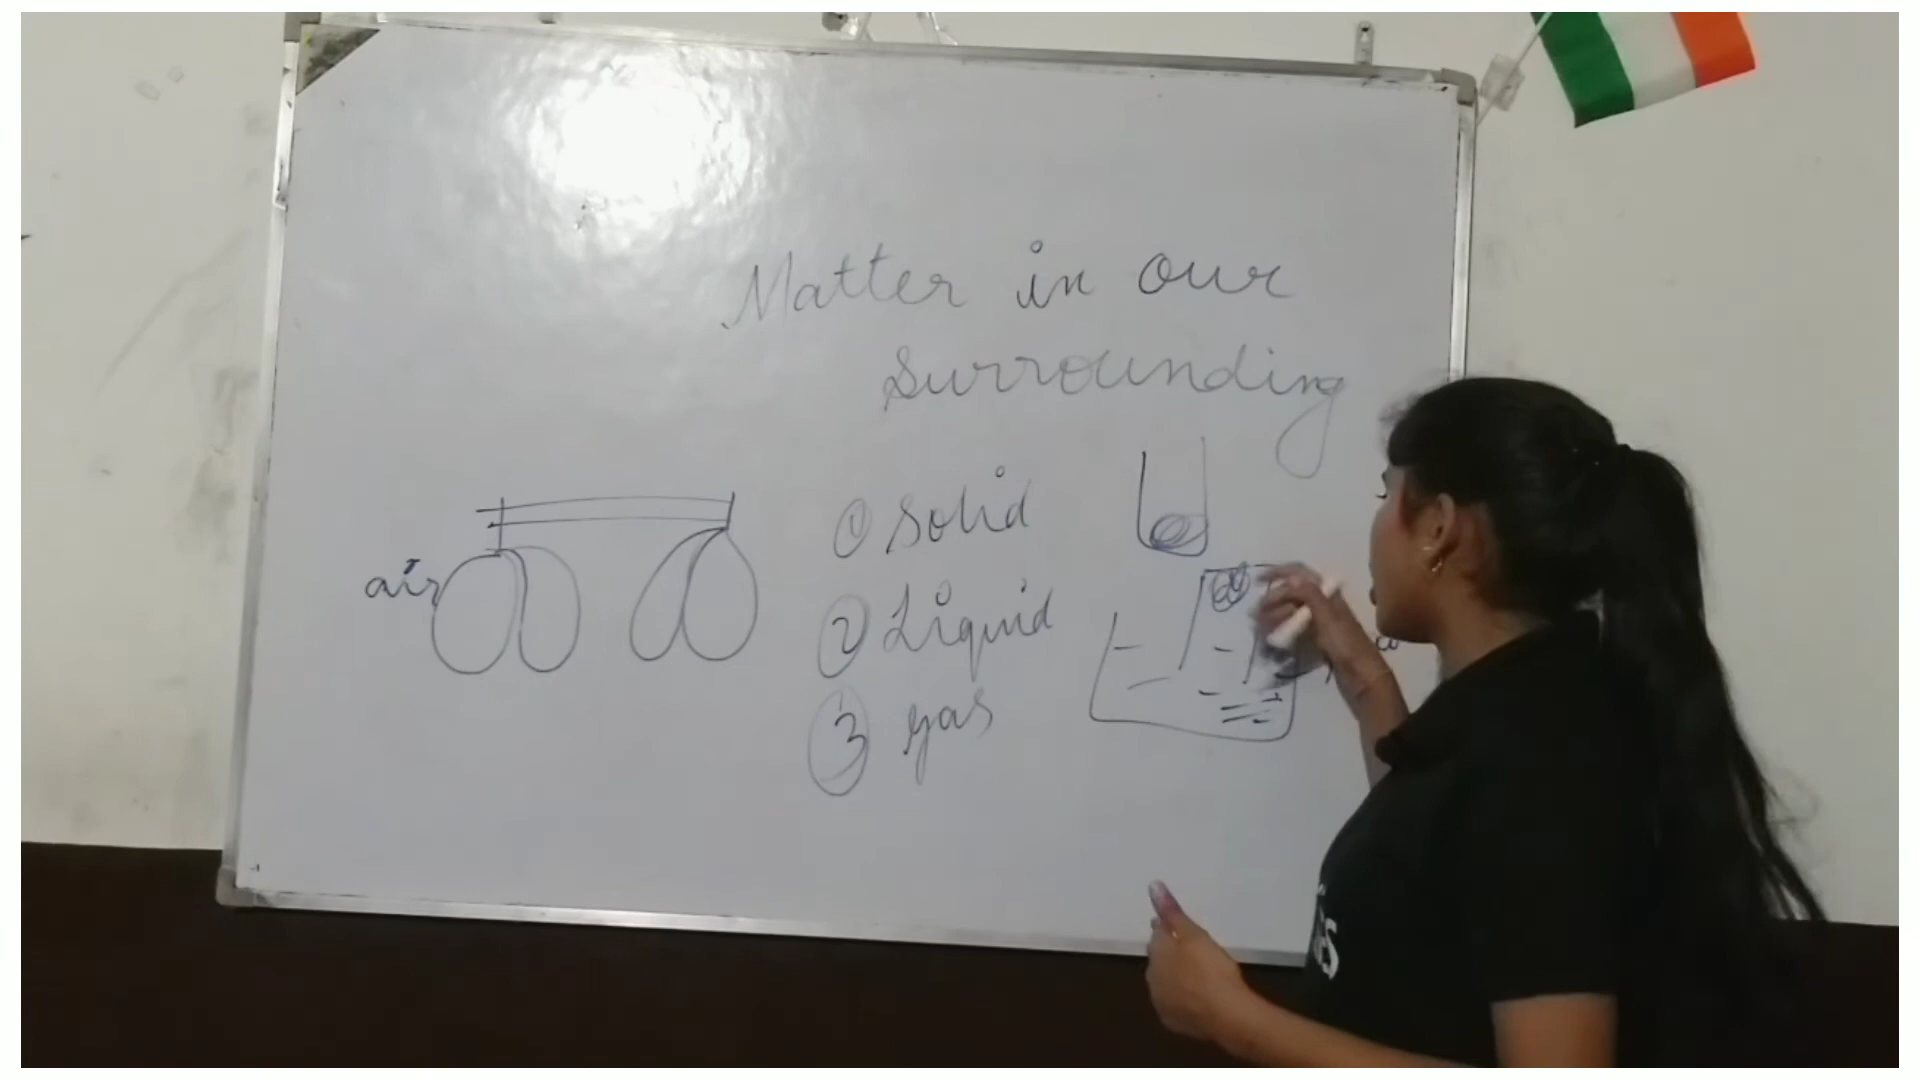 Matter in our
surrounding
① Solid
air
② Liquid
③ gas